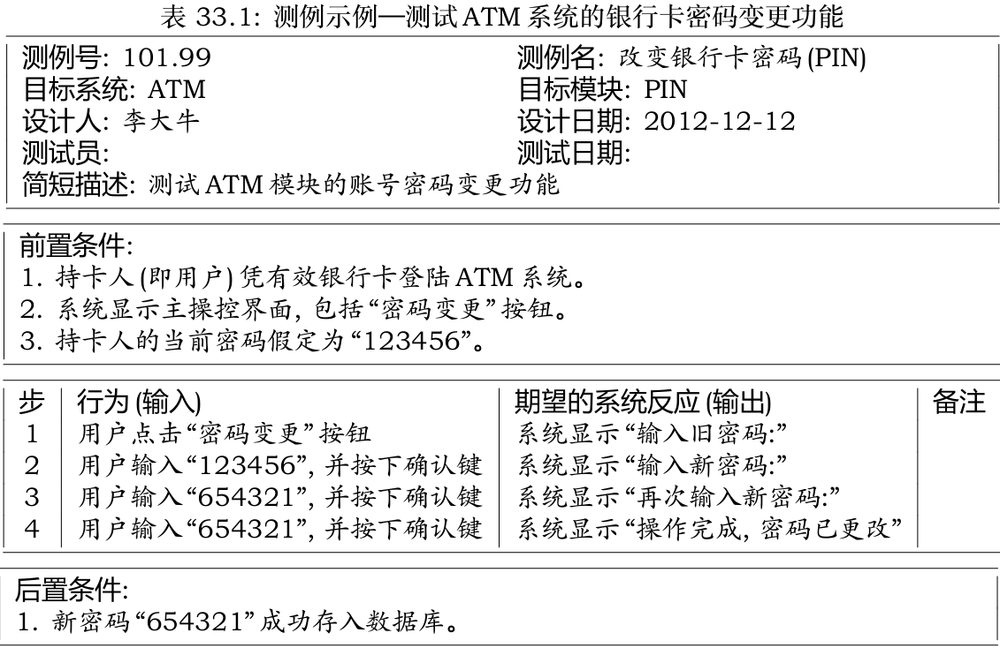 表 33.1: 测例示例—测试 ATM 系统的银行卡密码变更功能
测例号: 101.99 测例名: 改变银行卡密码 (PIN)
目标系统: ATM 目标模块: PIN
设计人: 李大牛 设计日期: 2012-12-12
测试员: 测试日期:
简短描述: 测试 ATM 模块的账号密码变更功能
前置条件:
1. 持卡人 (即用户) 凭有效银行卡登陆 ATM 系统。
2. 系统显示主操控界面, 包括 “密码变更” 按钮。
3. 持卡人的当前密码假定为 “123456”。
步 行为 (输入) 期望的系统反应 (输出) 备注
1 用户点击 “密码变更” 按钮 系统显示 “输入旧密码:”
2 用户输入 “123456”, 并按下确认键 系统显示 “输入新密码:”
3 用户输入 “654321”, 并按下确认键 系统显示 “再次输入新密码:”
4 用户输入 “654321”, 并按下确认键 系统显示 “操作完成, 密码已更改”
后置条件:
1. 新密码 “654321” 成功存入数据库。